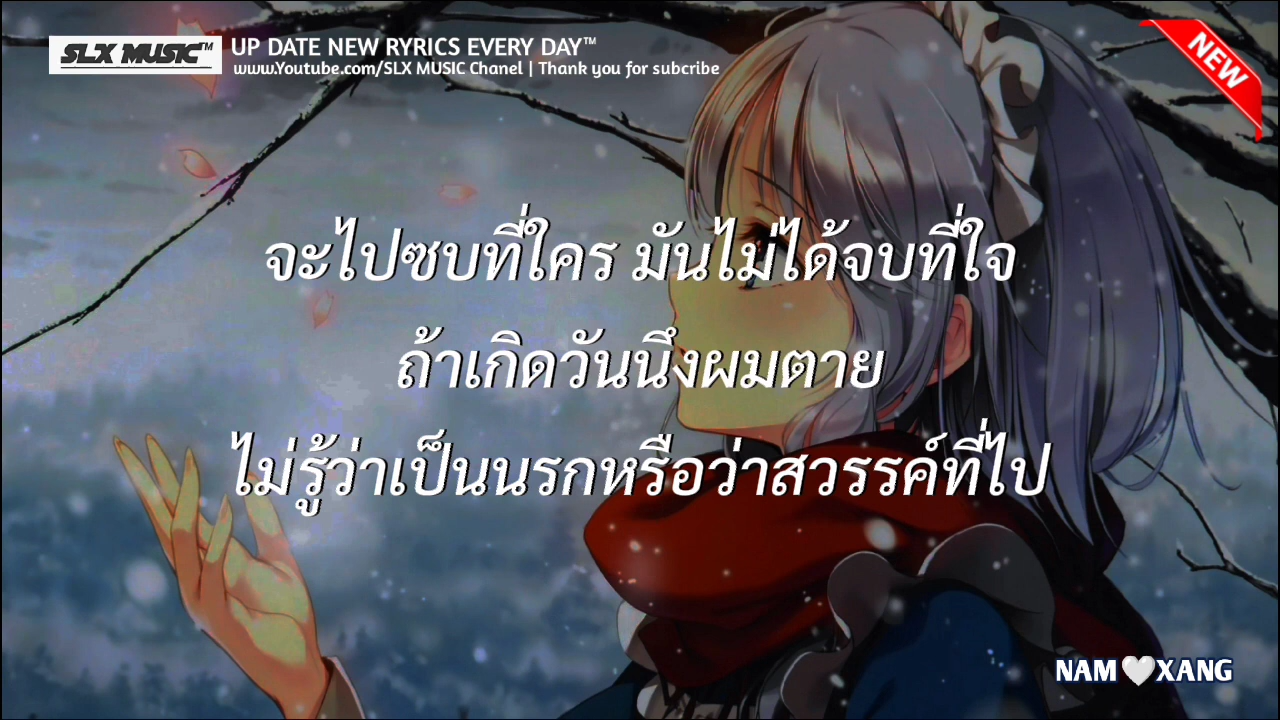 SLX MUSIC™
UP DATE NEW RYRICS EVERY DAY™
www.Youtube.com/SLX MUSIC Chanel | Thank you for subcribe
NEW
จะไปซบที่ใคร มันไม่ได้จบที่ใจ
ถ้าเกิดวันนึงผมตาย
ไม่รู้ว่าเป็นนรกหรือว่าสวรรค์ที่ไป
NAM🤍XANG